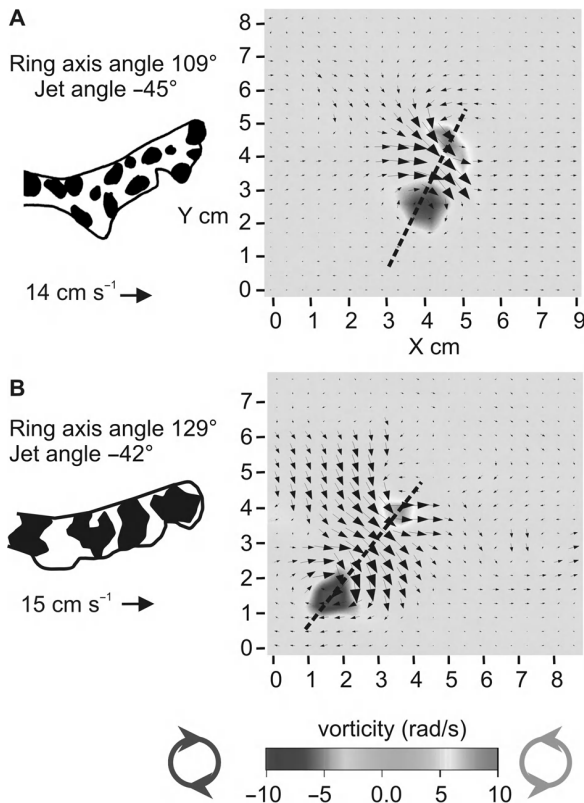 A
Ring axis angle 109°
Jet angle –45°
Y cm
14 cm s⁻¹
8
7
6
5
4
3
2
1
0
0 1 2 3 4 5 6 7 8 9
X cm
B
Ring axis angle 129°
Jet angle –42°
15 cm s⁻¹
7
6
5
4
3
2
1
0
0 1 2 3 4 5 6 7 8
vorticity (rad/s)
–10 –5 0.0 5 10